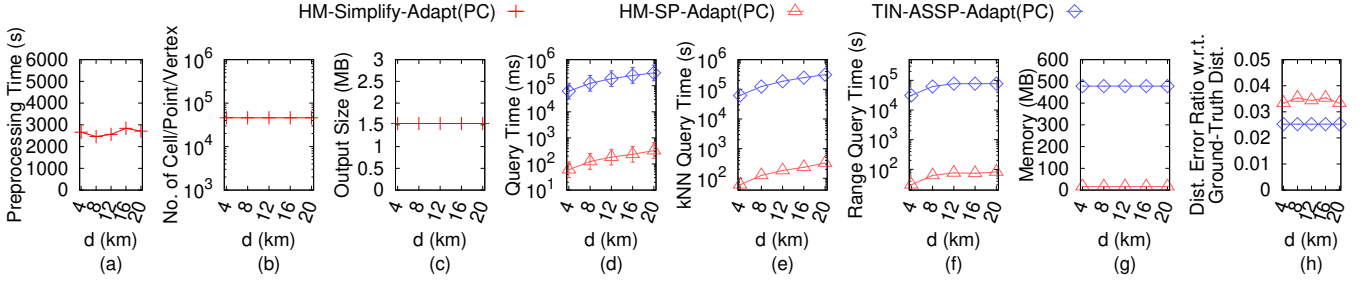 HM-Simplify-Adapt(PC) HM-SP-Adapt(PC) TIN-ASSP-Adapt(PC)
Preprocessing Time (s)
6000
5000
4000
3000
2000
1000
0
4 8 12 16 20
d (km)
(a)
No. of Cell/Point/Vertex
10^6
10^5
10^4
10^3
4 8 12 16 20
d (km)
(b)
Output Size (MB)
3
2.5
2
1.5
1
0.5
0
4 8 12 16 20
d (km)
(c)
Query Time (ms)
10^6
10^5
10^4
10^3
10^2
10^1
4 8 12 16 20
d (km)
(d)
kNN Query Time (s)
10^6
10^5
10^4
10^3
10^2
4 8 12 16 20
d (km)
(e)
Range Query Time (s)
10^5
10^4
10^3
10^2
4 8 12 16 20
d (km)
(f)
Memory (MB)
600
500
400
300
200
100
0
4 8 12 16 20
d (km)
(g)
Dist. Error Ratio w.r.t.
Ground-Truth Dist.
0.05
0.04
0.03
0.02
0.01
0
4 8 12 16 20
d (km)
(h)